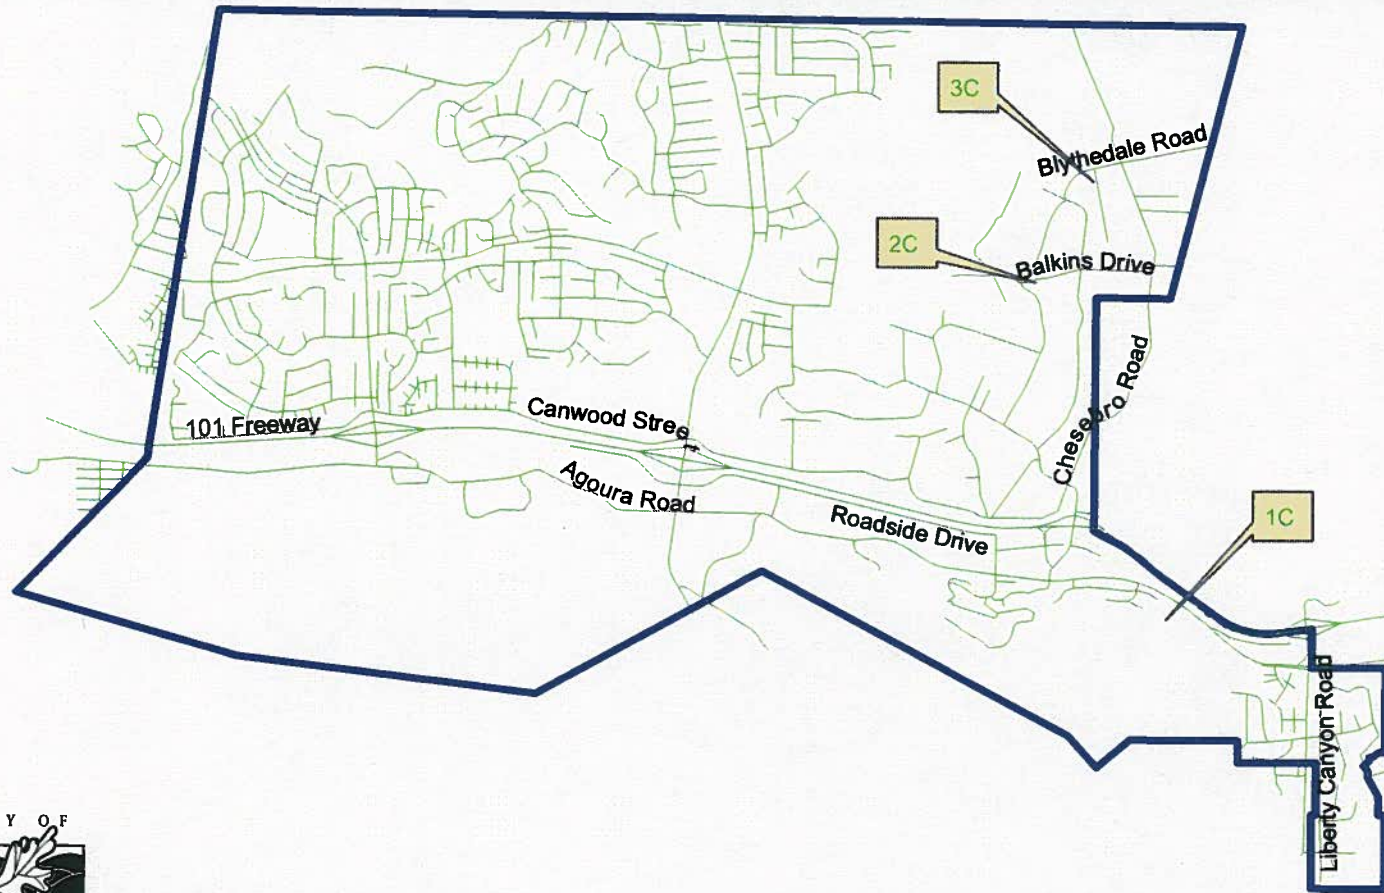 3C
Blythedale Road
2C
Balkins Drive
Chesebro Road
101 Freeway
Canwood Street
Agoura Road
Roadside Drive
1C
Liberty Canyon Road
Y OF